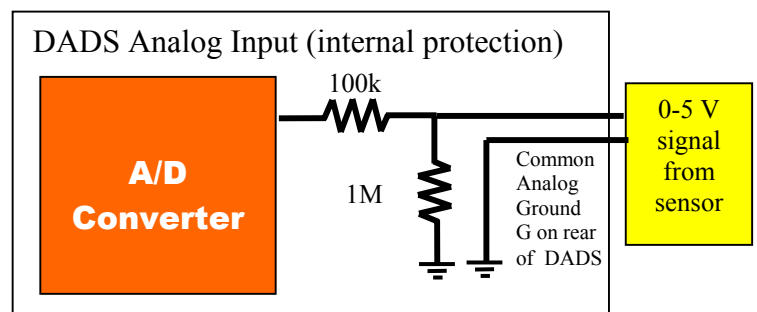 DADS Analog Input (internal protection)
100k
A/D
Converter
1M
Common
Analog
Ground
G on rear
of DADS
0-5 V
signal
from
sensor